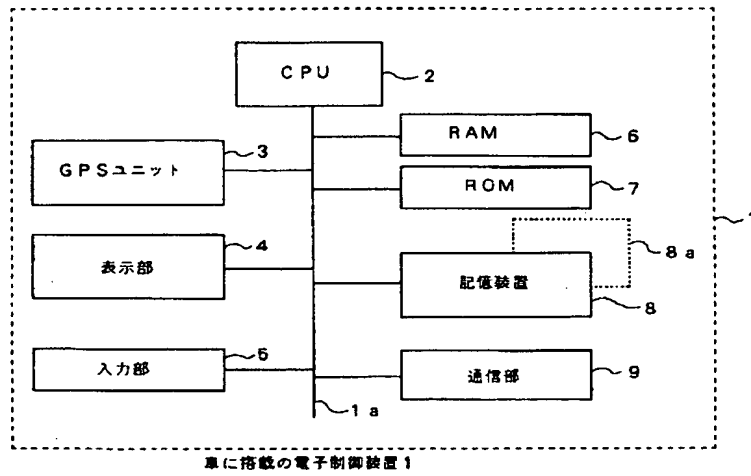 CPU
2
RAM
6
GPSユニット
3
ROM
7
1
表示部
4
8a
記憶装置
8
入力部
5
通信部
9
1a
車に搭載の電子制御装置1